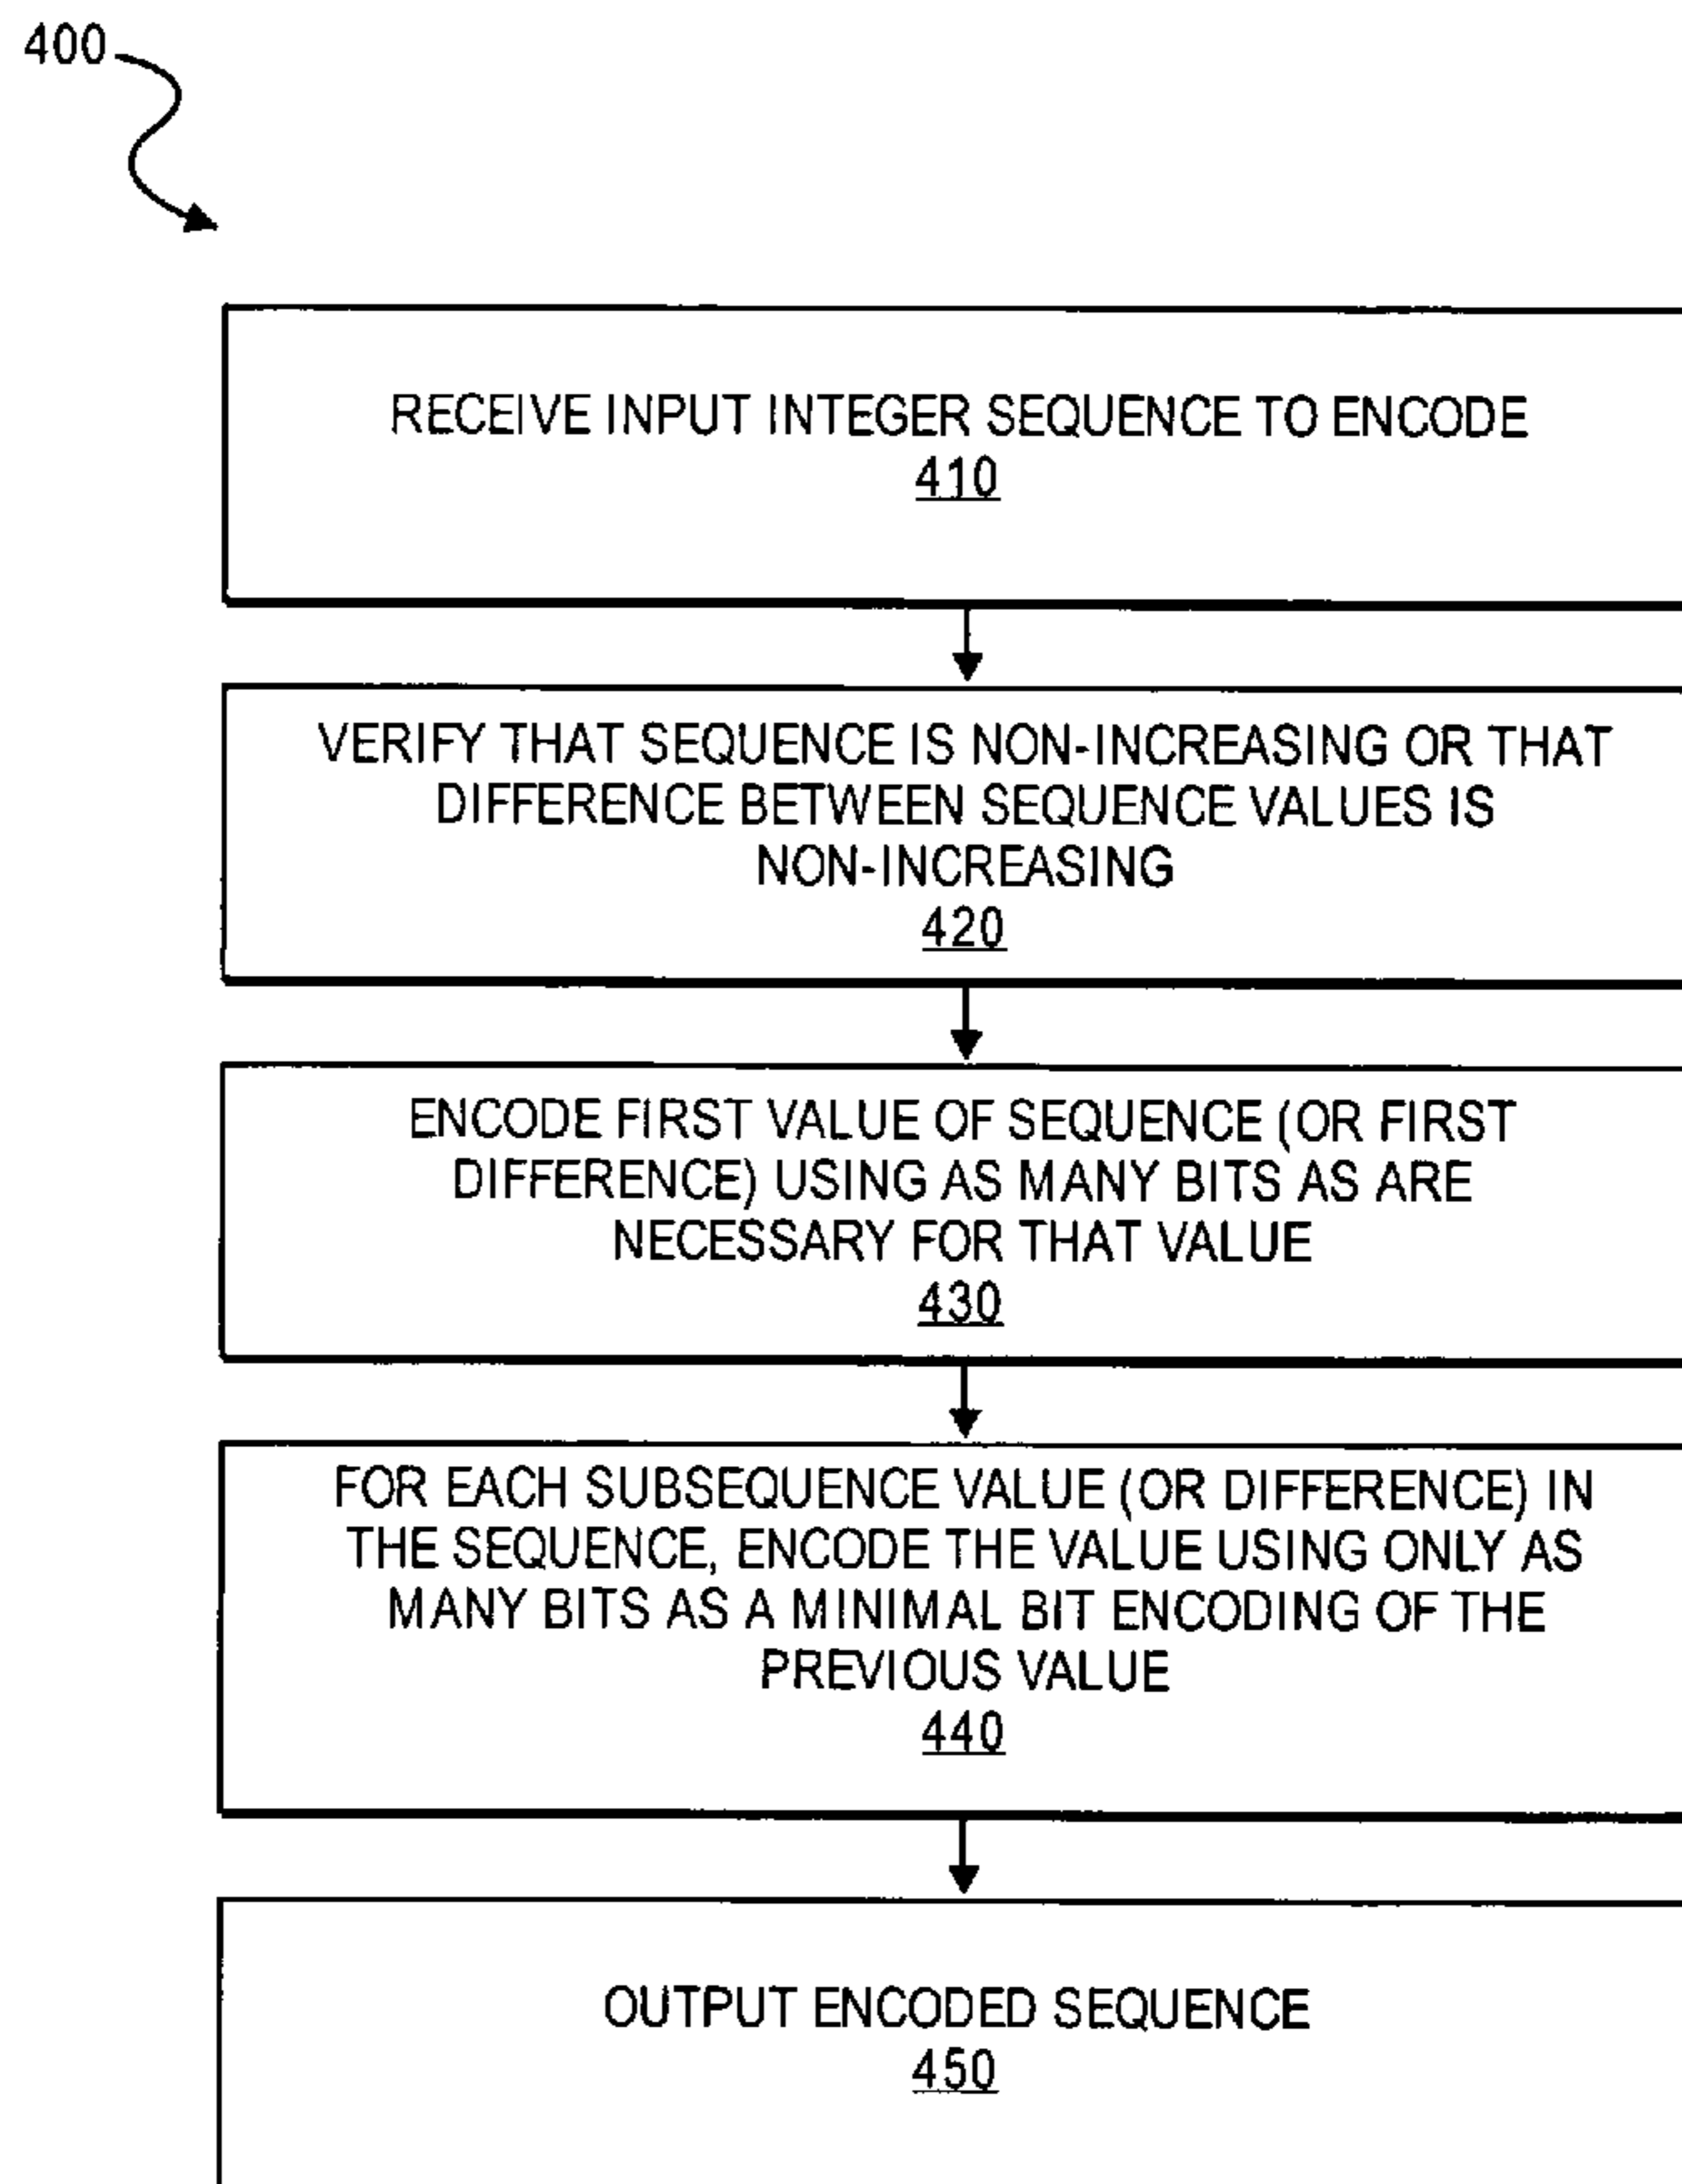 400
RECEIVE INPUT INTEGER SEQUENCE TO ENCODE
410
VERIFY THAT SEQUENCE IS NON-INCREASING OR THAT
DIFFERENCE BETWEEN SEQUENCE VALUES IS
NON-INCREASING
420
ENCODE FIRST VALUE OF SEQUENCE (OR FIRST
DIFFERENCE) USING AS MANY BITS AS ARE
NECESSARY FOR THAT VALUE
430
FOR EACH SUBSEQUENCE VALUE (OR DIFFERENCE) IN
THE SEQUENCE, ENCODE THE VALUE USING ONLY AS
MANY BITS AS A MINIMAL BIT ENCODING OF THE
PREVIOUS VALUE
440
OUTPUT ENCODED SEQUENCE
450